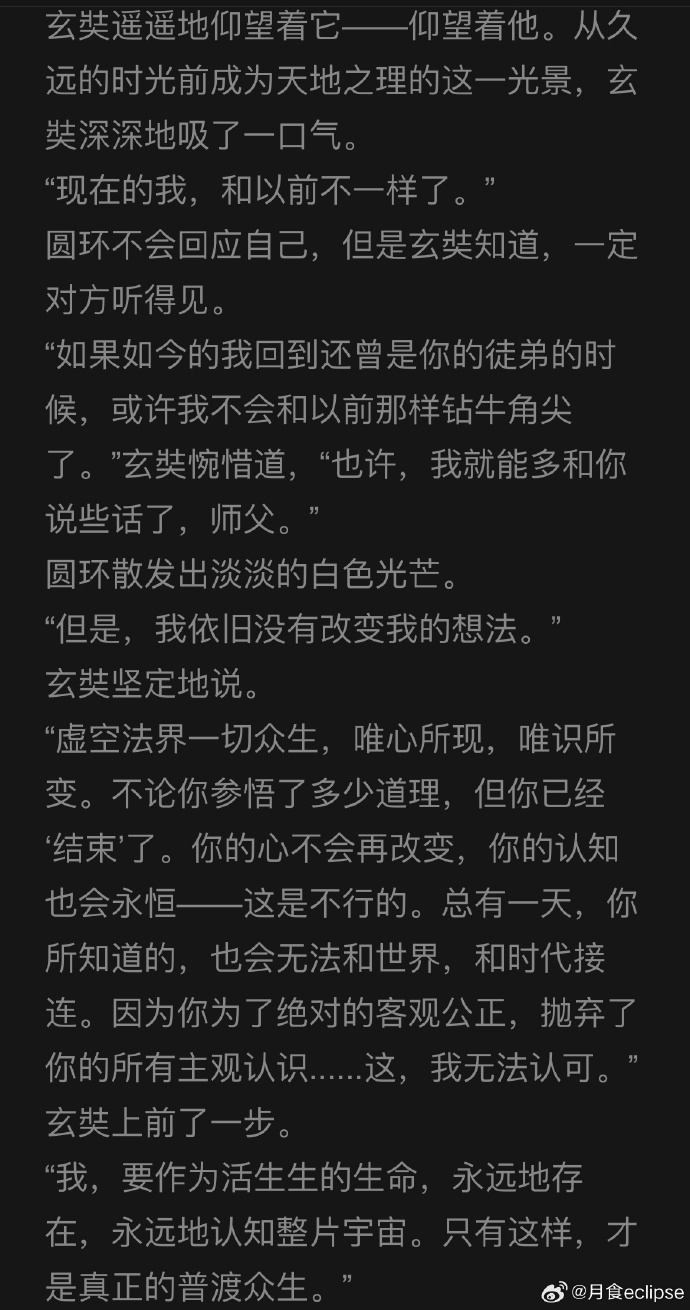 玄奘遥遥地仰望着它——仰望着他。从久
远的时光前成为天地之理的这一光景，玄
奘深深地吸了一口气。
“现在的我，和以前不一样了。”
圆环不会回应自己，但是玄奘知道，一定
对方听得见。
“如果如今的我回到还曾是你的徒弟的时
候，或许我不会和以前那样钻牛角尖
了。”玄奘惋惜道，“也许，我就能多和你
说些话了，师父。”
圆环散发出淡淡的白色光芒。
“但是，我依旧没有改变我的想法。”
玄奘坚定地说。
“虚空法界一切众生，唯心所现，唯识所
变。不论你参悟了多少道理，但你已经
‘结束’了。你的心不会再改变，你的认知
也会永恒——这是不行的。总有一天，你
所知道的，也会无法和世界，和时代接
连。因为你为了绝对的客观公正，抛弃了
你的所有主观认识......这，我无法认可。”
玄奘上前了一步。
“我，要作为活生生的生命，永远地存
在，永远地认知整片宇宙。只有这样，才
是真正的普渡众生。”
@月食eclipse